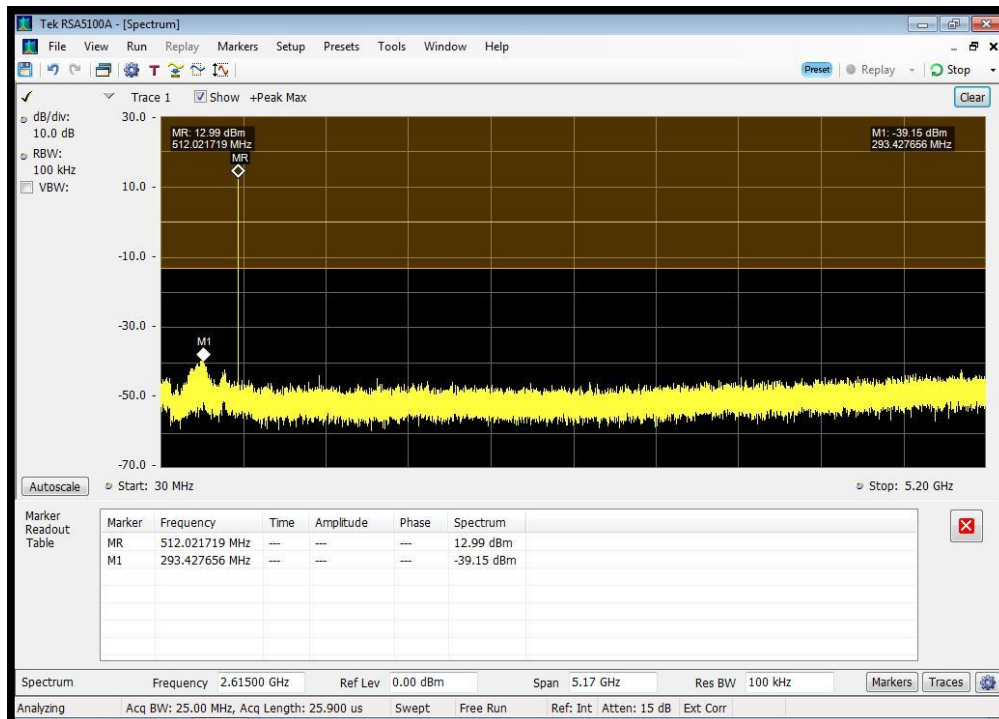 Tek RSA5100A - [Spectrum]
File View Run Replay Markers Setup Presets Tools Window Help
T Preset Replay Stop
Trace 1 Show +Peak Max Clear
dB/div:
10.0 dB
RBW:
100 kHz
VBW:
30.0
MR: 12.99 dBm
512.021719 MHz
MR
M1: -39.15 dBm
293.427656 MHz
10.0
-10.0
-30.0
M1
-50.0
-70.0
Autoscale Start: 30 MHz Stop: 5.20 GHz
Marker
Readout
Table
Marker Frequency Time Amplitude Phase Spectrum
MR 512.021719 MHz --- --- --- 12.99 dBm
M1 293.427656 MHz --- --- --- -39.15 dBm
Spectrum Frequency 2.61500 GHz Ref Lev 0.00 dBm Span 5.17 GHz Res BW 100 kHz Markers Traces
Analyzing Acq BW: 25.00 MHz, Acq Length: 25.900 us Swept Free Run Ref: Int Atten: 15 dB Ext Corr